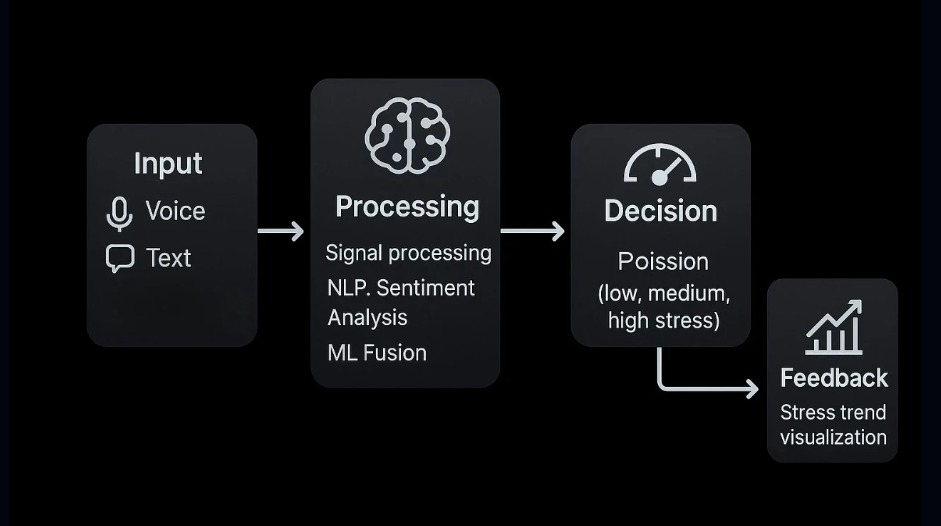 Input
Voice
Text
Processing
Signal processing
NLP. Sentiment
Analysis
ML Fusion
Decision
Poission
(low, medium,
high stress)
Feedback
Stress trend
visualization